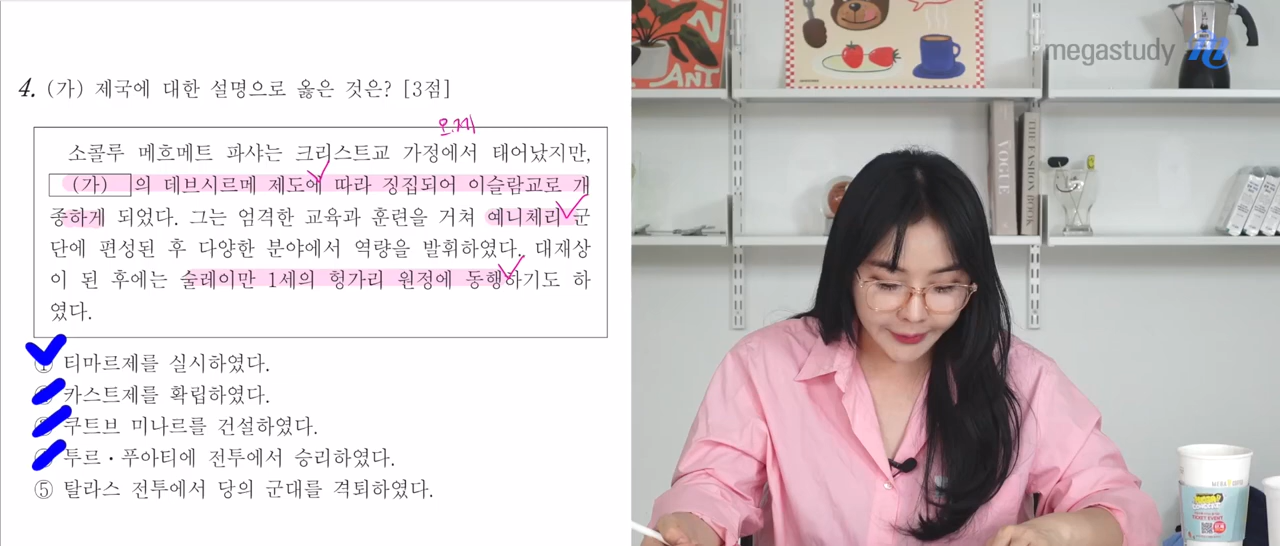 4. (가) 제국에 대한 설명으로 옳은 것은? [3점]
오.제
소콜루 메흐메트 파샤는 크리스트교 가정에서 태어났지만,
(가) 의 데브시르메 제도에 따라 징집되어 이슬람교로 개
종하게 되었다. 그는 엄격한 교육과 훈련을 거쳐 예니체리 군
단에 편성된 후 다양한 분야에서 역량을 발휘하였다. 대재상
이 된 후에는 술레이만 1세의 헝가리 원정에 동행하기도 하
였다.
① 티마르제를 실시하였다.
② 카스트제를 확립하였다.
③ 쿠트브 미나르를 건설하였다.
④ 투르·푸아티에 전투에서 승리하였다.
⑤ 탈라스 전투에서 당의 군대를 격퇴하였다.
megastudy
ANT
VOGUE
THE FASHION BOOK